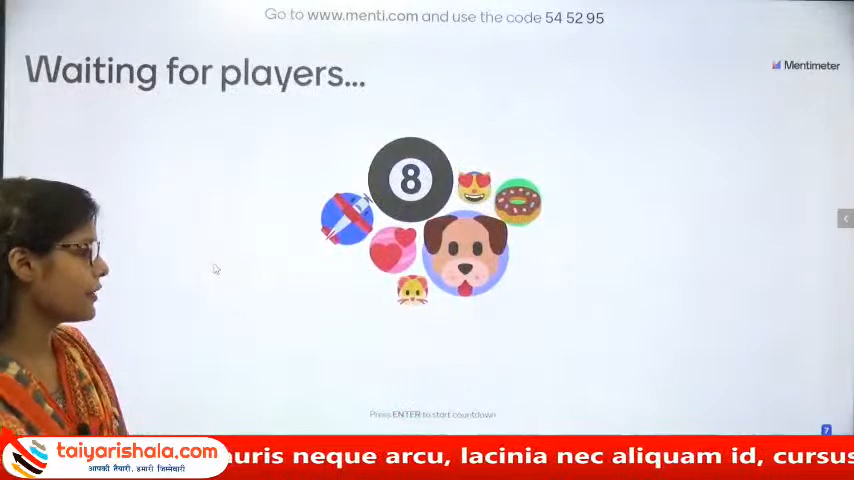 Go to www.menti.com and use the code 54 52 95
Waiting for players...
Mentimeter
8
Press ENTER to start countdown
7
taiyarishala.com
आपकी तैयारी, हमारी जिम्मेवारी
auris neque arcu, lacinia nec aliquam id, cursus